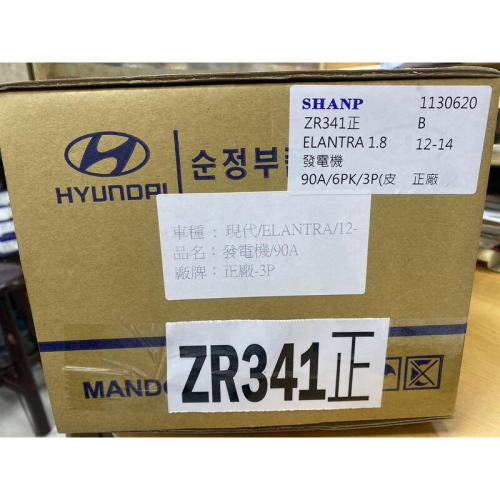 SHANP 1130620
ZR341正 B
ELANTRA 1.8 12-14
發電機
90A/6PK/3P(皮 正廠
HYUNDAI
순정부
車種：現代/ELANTRA/12-
品名：發電機/90A
廠牌：正廠-3P
ZR341正
MANDO